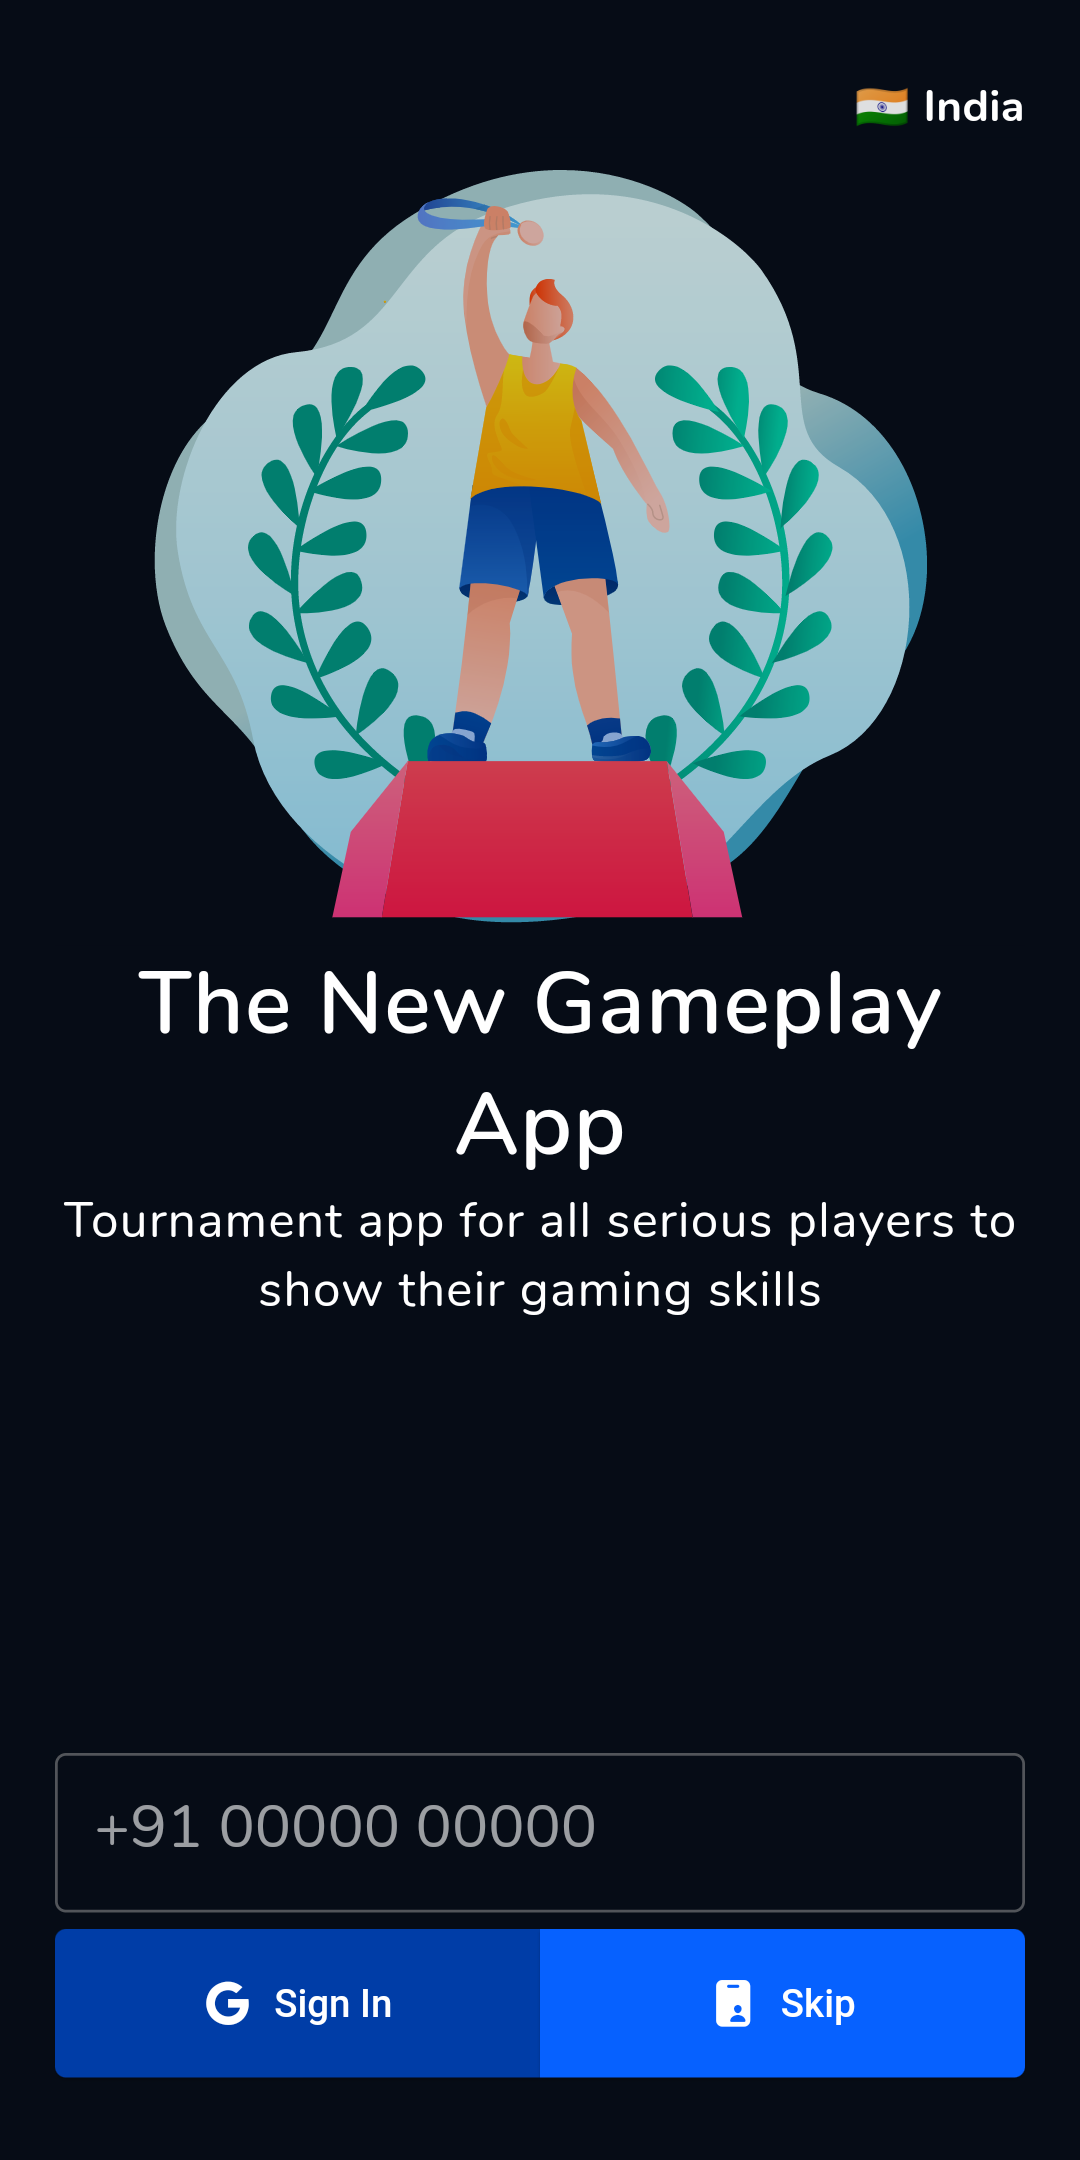 India
The New Gameplay
App
Tournament app for all serious players to
show their gaming skills
+91 00000 00000
Sign In
Skip